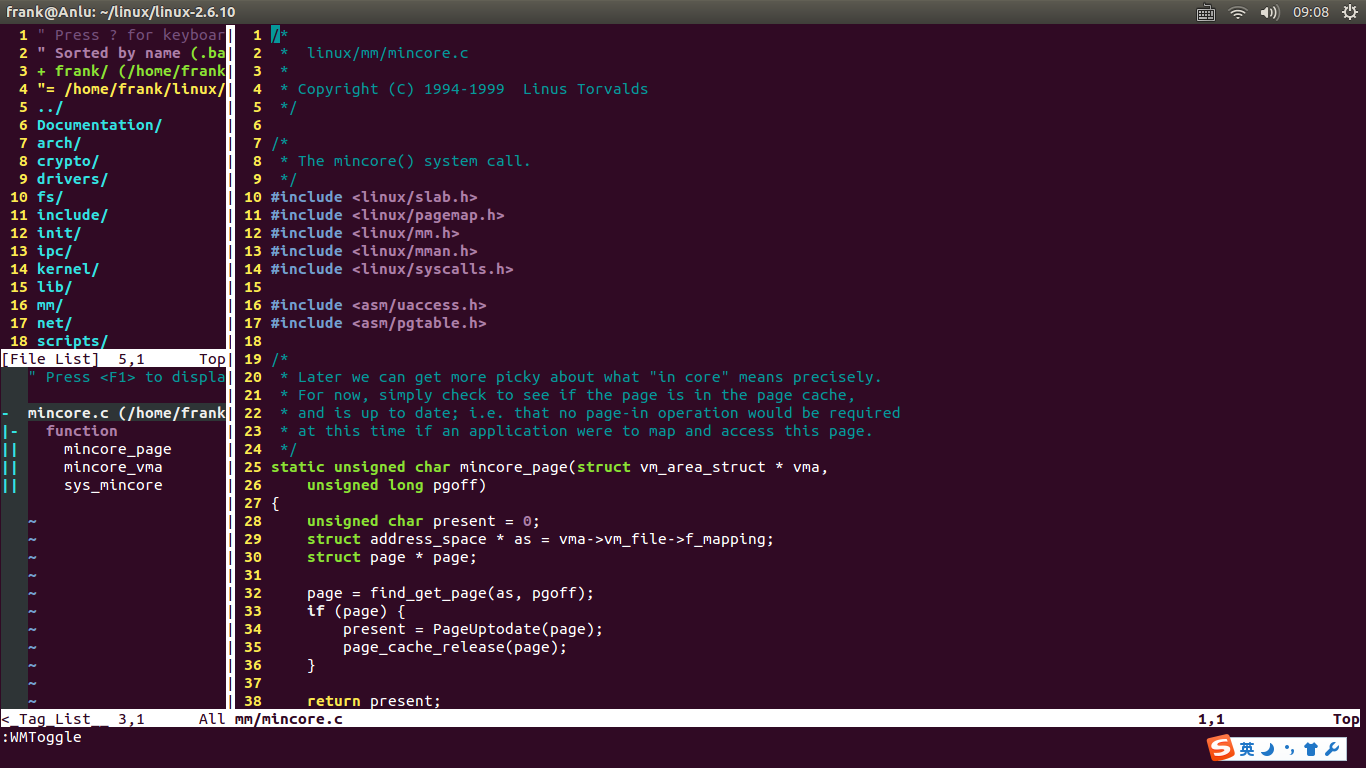 frank@Anlu: ~/linux/linux-2.6.10
09:08
1 " Press ? for keyboar
2 " Sorted by name (.ba
3 + frank/ (/home/frank
4 "= /home/frank/linux/
5 ../
6 Documentation/
7 arch/
8 crypto/
9 drivers/
10 fs/
11 include/
12 init/
13 ipc/
14 kernel/
15 lib/
16 mm/
17 net/
18 scripts/
[File List] 5,1 Top
" Press <F1> to displa
- mincore.c (/home/frank
|- function
|| mincore_page
|| mincore_vma
|| sys_mincore
~
~
~
~
~
~
~
~
~
~
~
<_Tag_List__ 3,1 All
1 /*
2 *  linux/mm/mincore.c
3 *
4 * Copyright (C) 1994-1999  Linus Torvalds
5 */
6
7 /*
8 * The mincore() system call.
9 */
10 #include <linux/slab.h>
11 #include <linux/pagemap.h>
12 #include <linux/mm.h>
13 #include <linux/mman.h>
14 #include <linux/syscalls.h>
15
16 #include <asm/uaccess.h>
17 #include <asm/pgtable.h>
18
19 /*
20 * Later we can get more picky about what "in core" means precisely.
21 * For now, simply check to see if the page is in the page cache,
22 * and is up to date; i.e. that no page-in operation would be required
23 * at this time if an application were to map and access this page.
24 */
25 static unsigned char mincore_page(struct vm_area_struct * vma,
26     unsigned long pgoff)
27 {
28     unsigned char present = 0;
29     struct address_space * as = vma->vm_file->f_mapping;
30     struct page * page;
31
32     page = find_get_page(as, pgoff);
33     if (page) {
34         present = PageUptodate(page);
35         page_cache_release(page);
36     }
37
38     return present;
mm/mincore.c 1,1 Top
:WMToggle
S 英